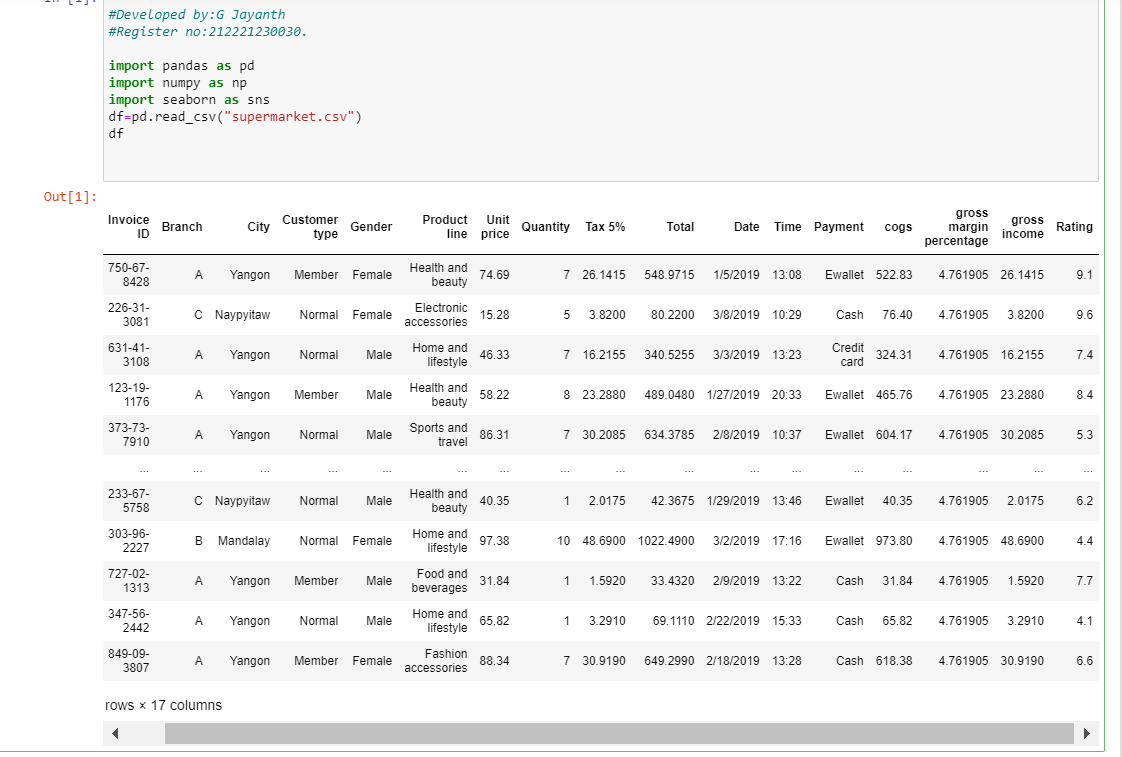 In [1]:
#Developed by:G Jayanth
#Register no:212221230030.
import pandas as pd
import numpy as np
import seaborn as sns
df=pd.read_csv("supermarket.csv")
df
Out[1]:
Invoice ID Branch City Customer type Gender Product line Unit price Quantity Tax 5% Total Date Time Payment cogs gross margin percentage gross income Rating
750-67-8428 A Yangon Member Female Health and beauty 74.69 7 26.1415 548.9715 1/5/2019 13:08 Ewallet 522.83 4.761905 26.1415 9.1
226-31-3081 C Naypyitaw Normal Female Electronic accessories 15.28 5 3.8200 80.2200 3/8/2019 10:29 Cash 76.40 4.761905 3.8200 9.6
631-41-3108 A Yangon Normal Male Home and lifestyle 46.33 7 16.2155 340.5255 3/3/2019 13:23 Credit card 324.31 4.761905 16.2155 7.4
123-19-1176 A Yangon Member Male Health and beauty 58.22 8 23.2880 489.0480 1/27/2019 20:33 Ewallet 465.76 4.761905 23.2880 8.4
373-73-7910 A Yangon Normal Male Sports and travel 86.31 7 30.2085 634.3785 2/8/2019 10:37 Ewallet 604.17 4.761905 30.2085 5.3
... ... ... ... ... ... ... ... ... ... ... ... ... ... ... ... ...
233-67-5758 C Naypyitaw Normal Male Health and beauty 40.35 1 2.0175 42.3675 1/29/2019 13:46 Ewallet 40.35 4.761905 2.0175 6.2
303-96-2227 B Mandalay Normal Female Home and lifestyle 97.38 10 48.6900 1022.4900 3/2/2019 17:16 Ewallet 973.80 4.761905 48.6900 4.4
727-02-1313 A Yangon Member Male Food and beverages 31.84 1 1.5920 33.4320 2/9/2019 13:22 Cash 31.84 4.761905 1.5920 7.7
347-56-2442 A Yangon Normal Male Home and lifestyle 65.82 1 3.2910 69.1110 2/22/2019 15:33 Cash 65.82 4.761905 3.2910 4.1
849-09-3807 A Yangon Member Female Fashion accessories 88.34 7 30.9190 649.2990 2/18/2019 13:28 Cash 618.38 4.761905 30.9190 6.6
rows × 17 columns